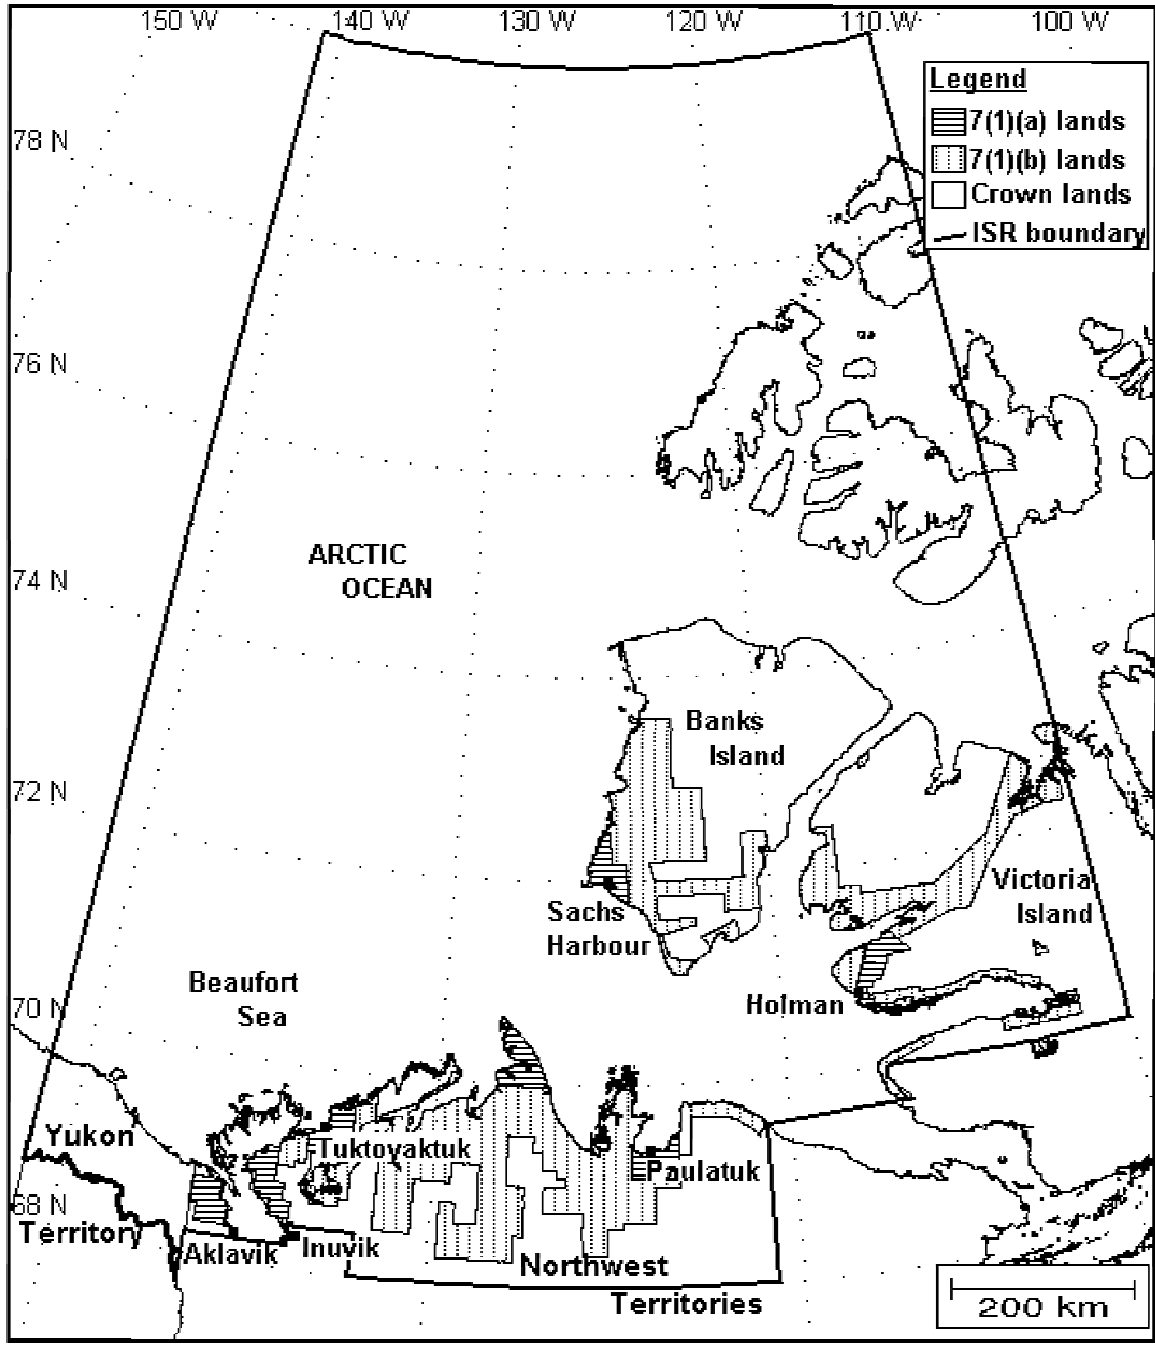 150 W 140 W 130 W 120 W 110 W 100 W
Legend
7(1)(a) lands
7(1)(b) lands
Crown lands
ISR boundary
78 N
76 N
74 N
72 N
70 N
68 N
ARCTIC
OCEAN
Banks
Island
Victoria
Island
Sachs
Harbour
Holman
Beaufort
Sea
Yukon
Territory
Tuktoyaktuk
Paulatuk
Aklavik
Inuvik
Northwest
Territories
200 km